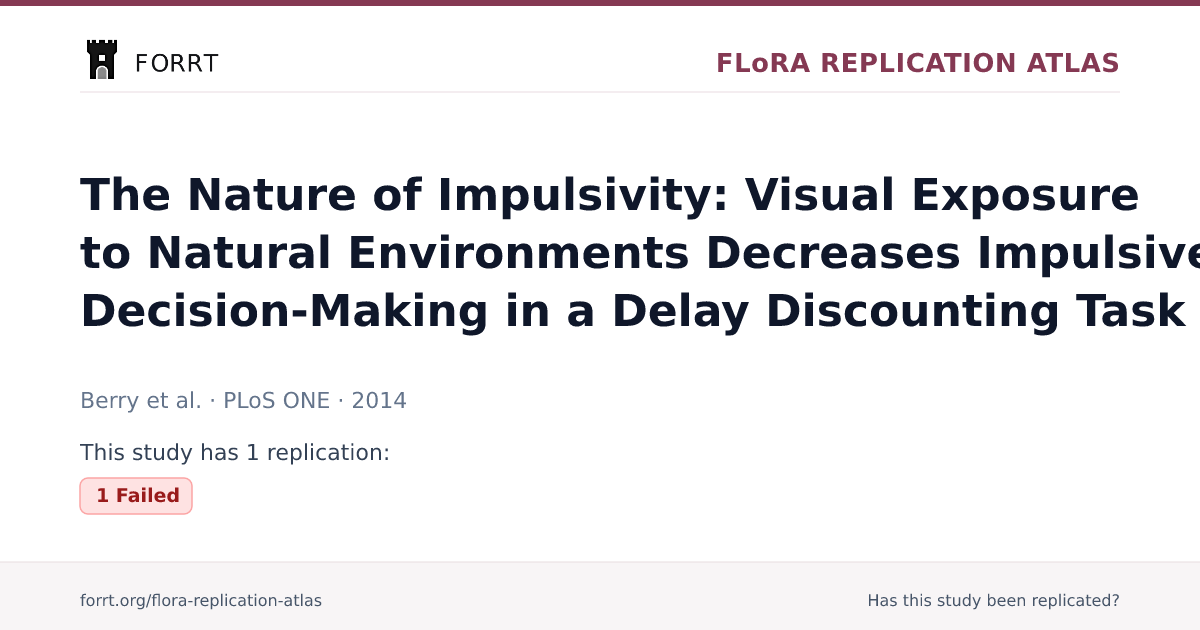 FORRT
FLoRA REPLICATION ATLAS
The Nature of Impulsivity: Visual Exposure
to Natural Environments Decreases Impulsive
Decision-Making in a Delay Discounting Task
Berry et al. · PLoS ONE · 2014
This study has 1 replication:
1 Failed
forrt.org/flora-replication-atlas
Has this study been replicated?